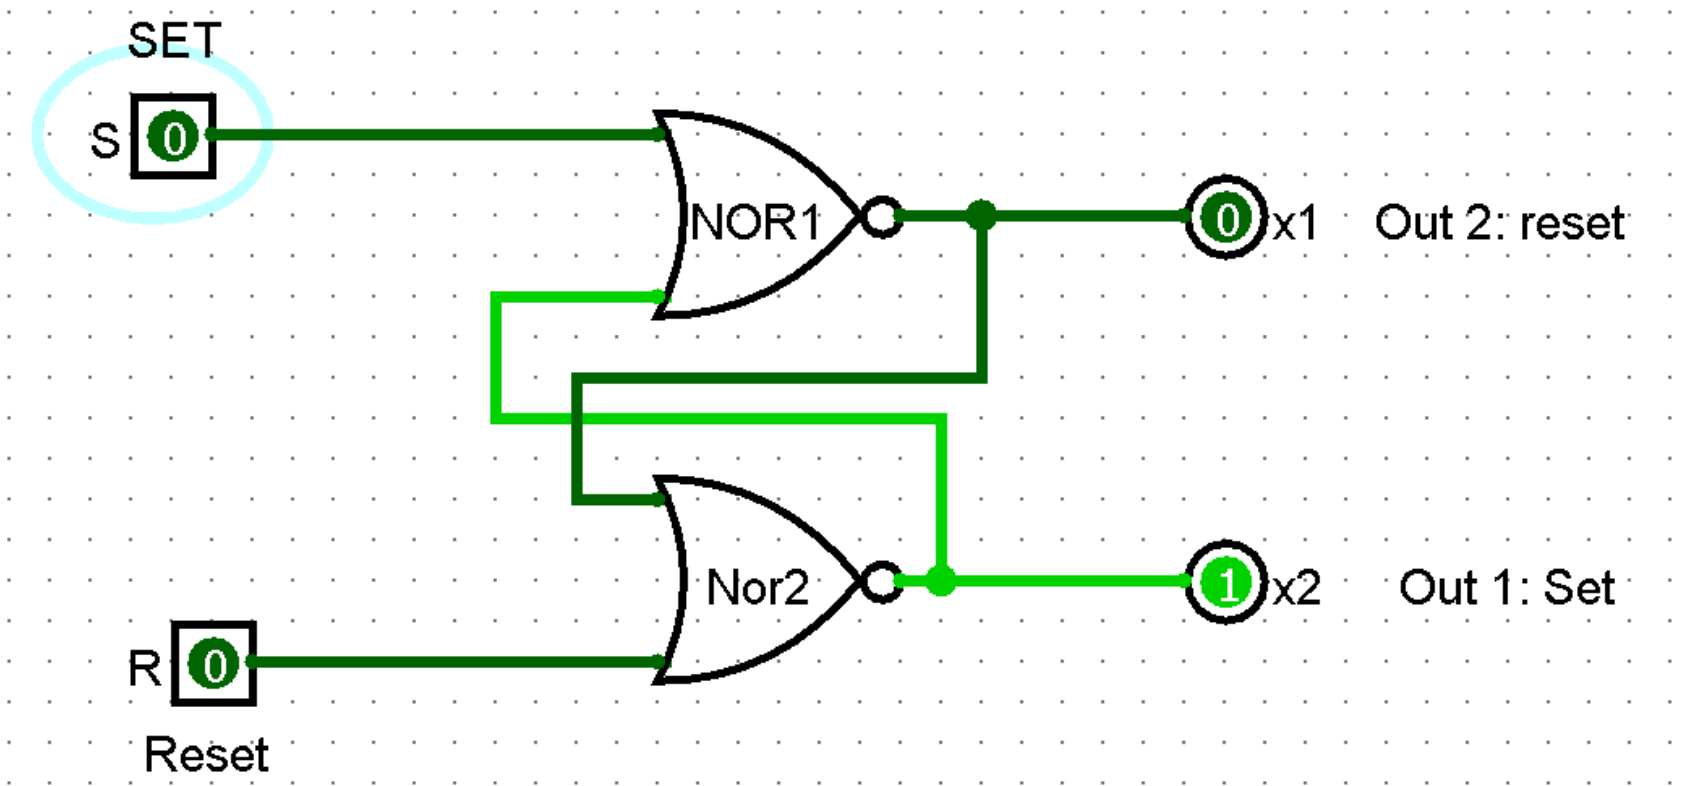 SET
S 0
NOR1
0 x1 Out 2: reset
Nor2
1 x2 Out 1: Set
R 0
Reset